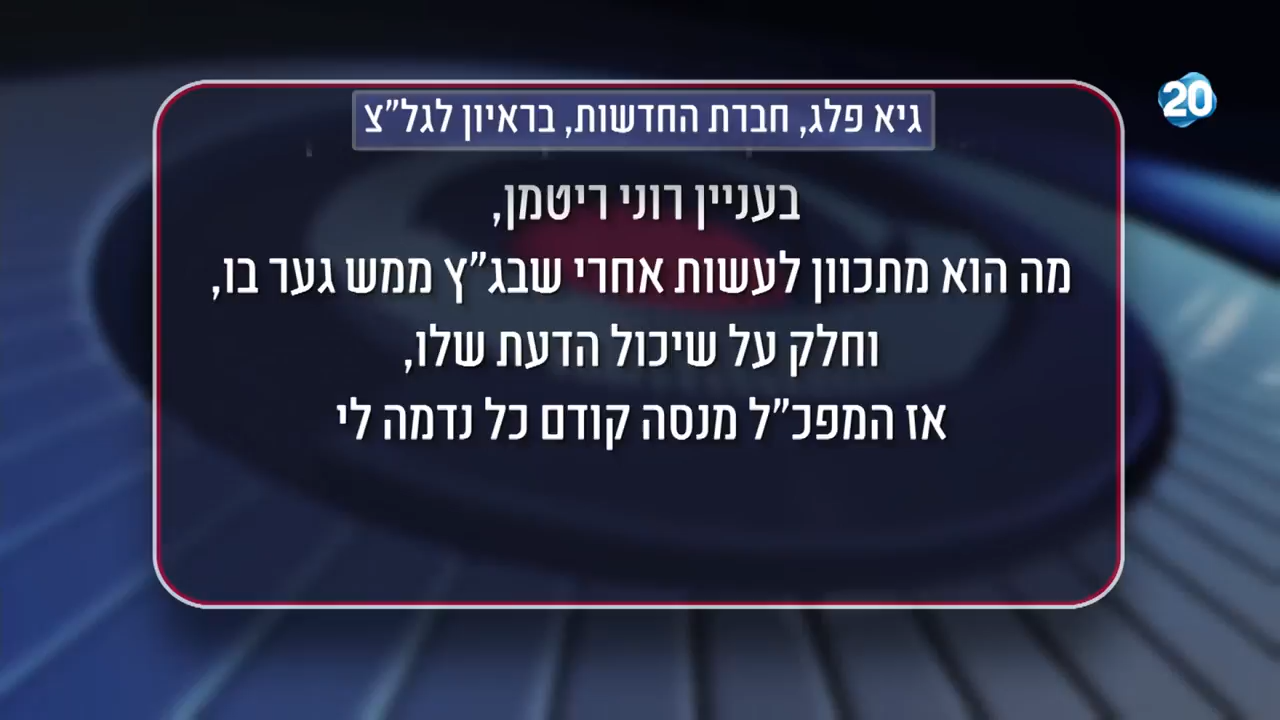 20
גיא פלג, חברת החדשות, בראיון לגל"צ
בעניין רוני ריטמן,
מה הוא מתכוון לעשות אחרי שבג"ץ ממש גער בו,
וחלק על שיכול הדעת שלו,
אז המפכ"ל מנסה קודם כל נדמה לי